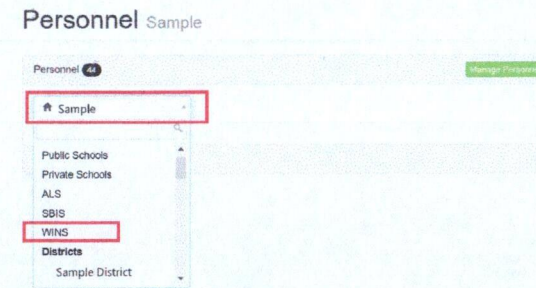 Personnel Sample
Personnel 44
Manage Personnel
Sample
Public Schools
Private Schools
ALS
SBIS
WINS
Districts
Sample District